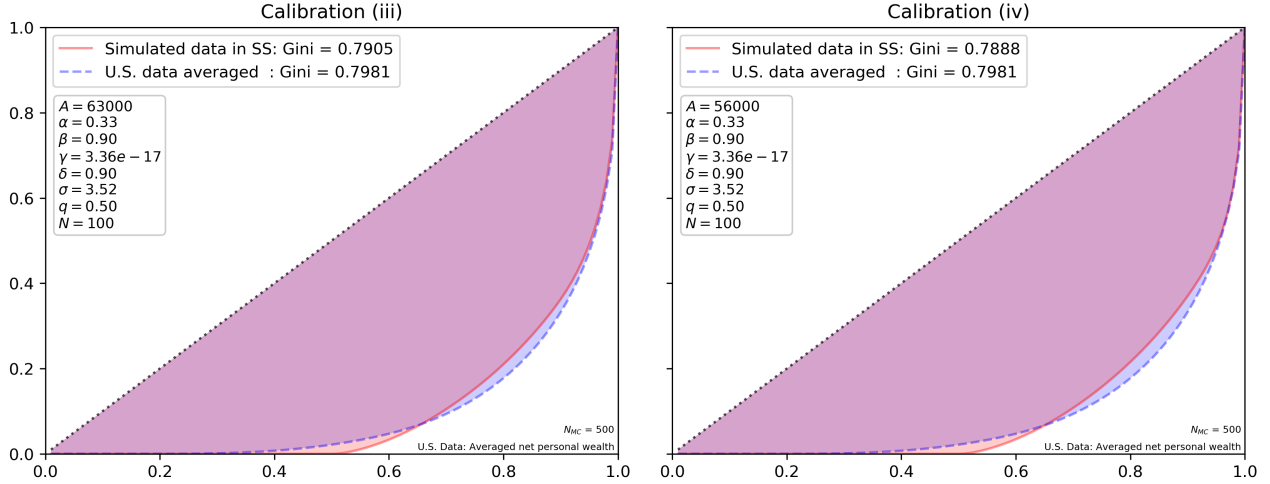 Calibration (iii)
Simulated data in SS: Gini = 0.7905
U.S. data averaged : Gini = 0.7981
A = 63000
α = 0.33
β = 0.90
γ = 3.36e − 17
δ = 0.90
σ = 3.52
q = 0.50
N = 100
1.0
0.8
0.6
0.4
0.2
0.0
N_MC = 500
U.S. Data: Averaged net personal wealth
0.0 0.2 0.4 0.6 0.8 1.0
Calibration (iv)
Simulated data in SS: Gini = 0.7888
U.S. data averaged : Gini = 0.7981
A = 56000
α = 0.33
β = 0.90
γ = 3.36e − 17
δ = 0.90
σ = 3.52
q = 0.50
N = 100
N_MC = 500
U.S. Data: Averaged net personal wealth
0.0 0.2 0.4 0.6 0.8 1.0